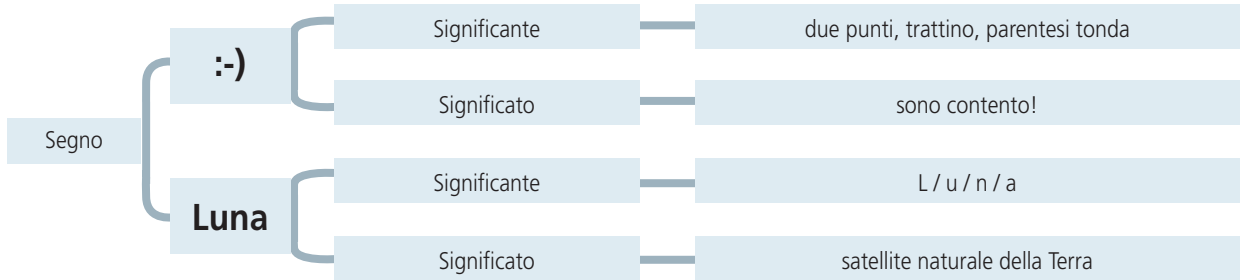 Segno
:-)
Significante
due punti, trattino, parentesi tonda
Significato
sono contento!
Luna
Significante
L / u / n / a
Significato
satellite naturale della Terra